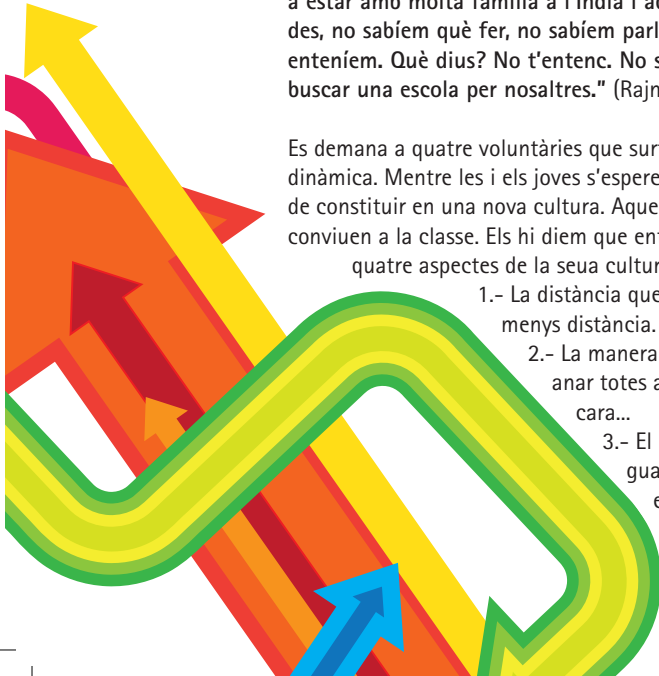 a estar amb molta família a l'Índia i a
des, no sabíem què fer, no sabíem parl
enteníem. Què dius? No t'entenc. No s
buscar una escola per nosaltres." (Rajn
Es demana a quatre voluntàries que sur
dinàmica. Mentre les i els joves s'espere
de constituir en una nova cultura. Aque
conviuen a la classe. Els hi diem que ent
quatre aspectes de la seua cultur
1.- La distància que
menys distància.
2.- La manera
anar totes a
cara...
3.- El
gua
e